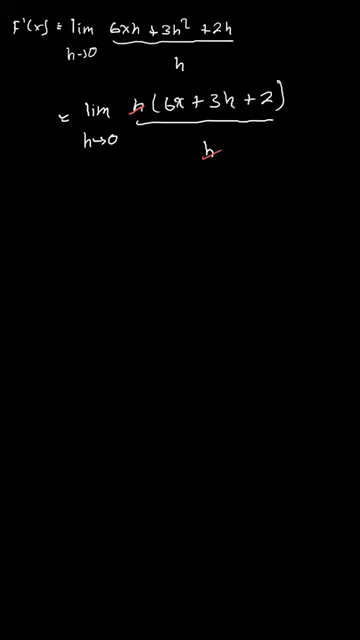 F'(x) = lim 6xh + 3h² + 2h
h→0
h
= lim h(6x + 3h + 2)
h→0
h